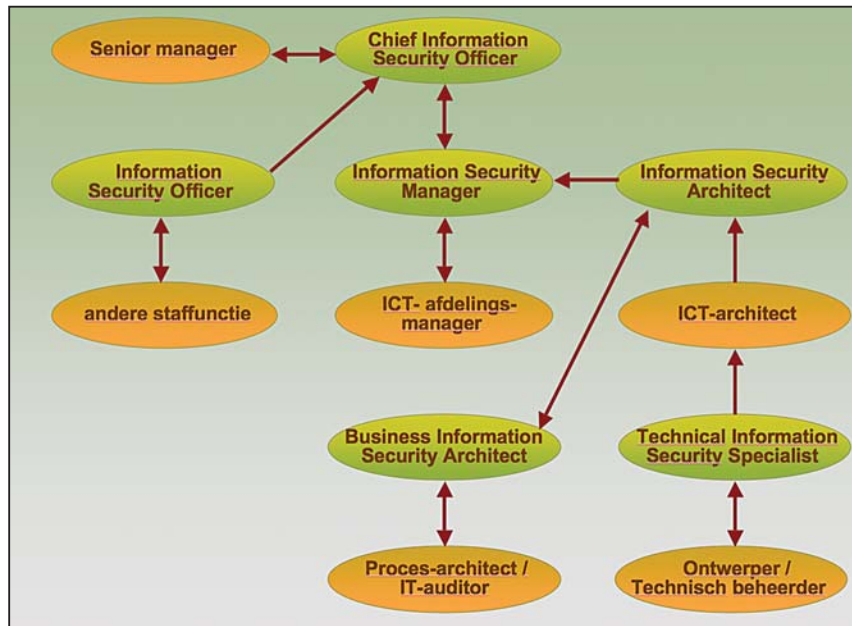 Senior manager
Chief Information
Security Officer
Information
Security Officer
Information Security
Manager
Information Security
Architect
andere staffunctie
ICT- afdelings-
manager
ICT-architect
Business Information
Security Architect
Technical Information
Security Specialist
Proces-architect /
IT-auditor
Ontwerper /
Technisch beheerder